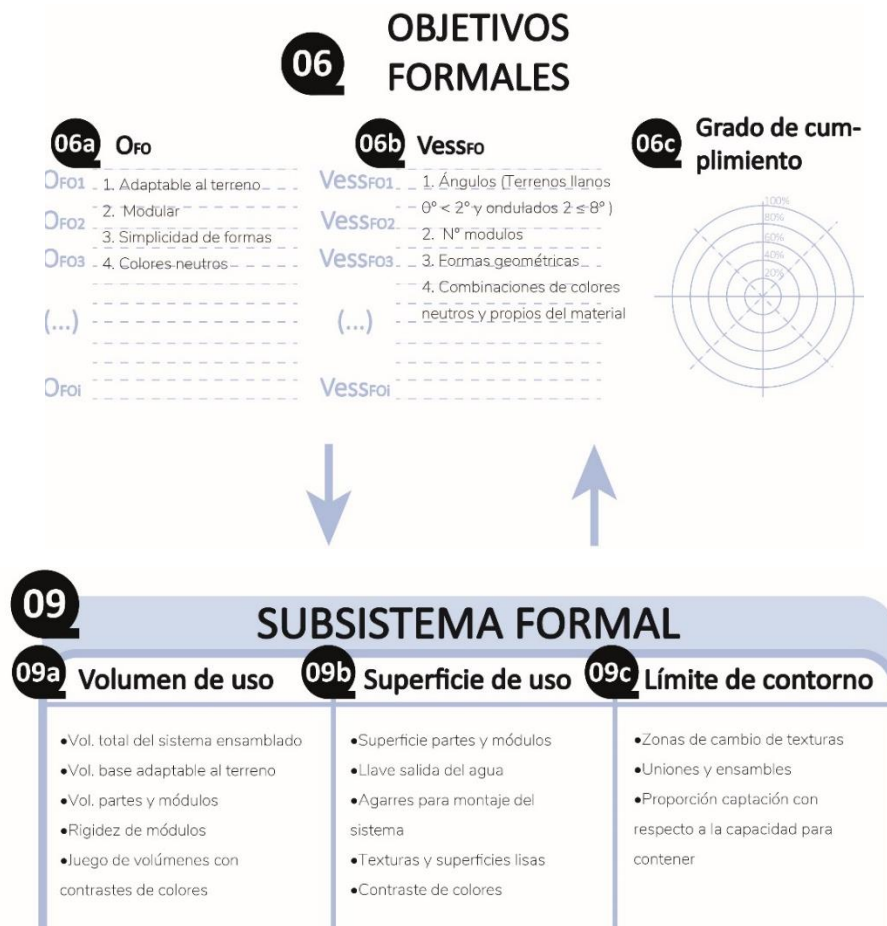 06
OBJETIVOS
FORMALES
06a
OFO
OFO1
OFO2
OFO3
(...)
OFOi
1. Adaptable al terreno
2. Modular
3. Simplicidad de formas
4. Colores neutros
06b
VessFO
VessFO1
VessFO2
VessFO3
(...)
VessFOi
1. Ángulos (Terrenos llanos
0° < 2° y ondulados 2 ≤ 8° )
2. N° modulos
3. Formas geométricas
4. Combinaciones de colores
neutros y propios del material
06c
Grado de cum-
plimiento
100%
80%
60%
40%
20%
09
SUBSISTEMA FORMAL
09a
Volumen de uso
•Vol. total del sistema ensamblado
•Vol. base adaptable al terreno
•Vol. partes y módulos
•Rigidez de módulos
•Juego de volúmenes con
contrastes de colores
09b
Superficie de uso
•Superficie partes y módulos
•Llave salida del agua
•Agarres para montaje del
sistema
•Texturas y superficies lisas
•Contraste de colores
09c
Límite de contorno
•Zonas de cambio de texturas
•Uniones y ensambles
•Proporción captación con
respecto a la capacidad para
contener